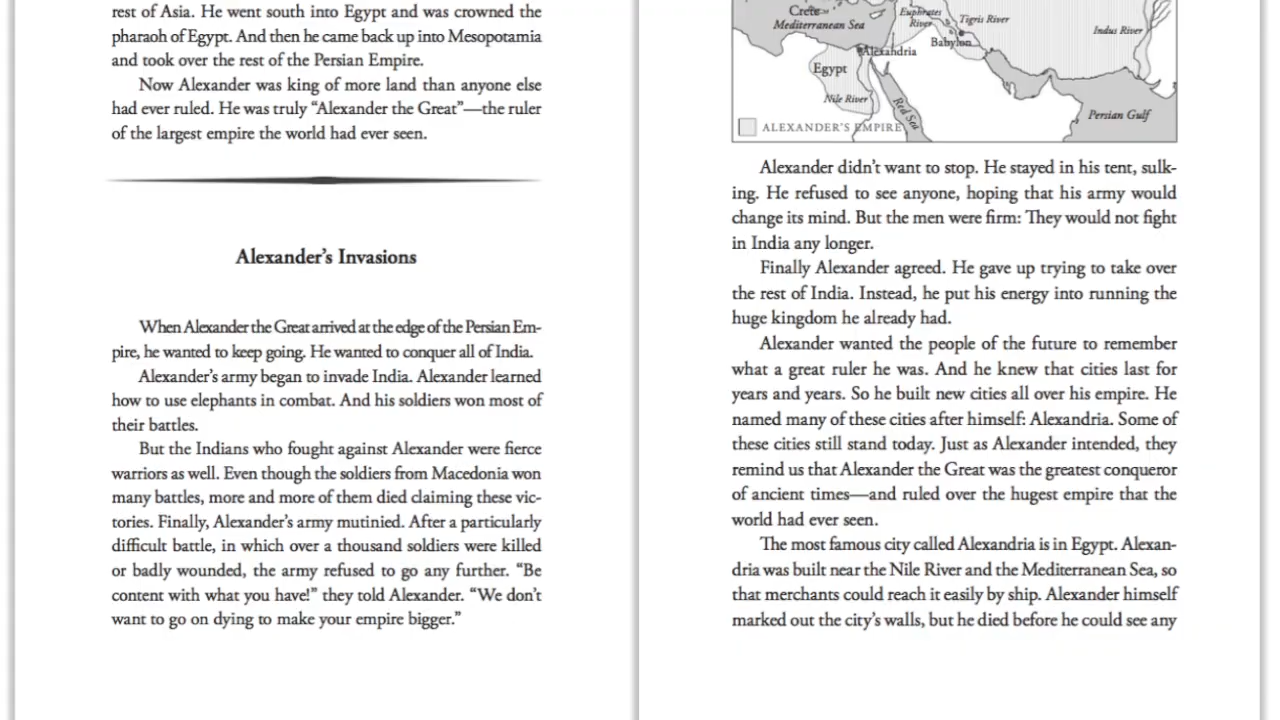 rest of Asia. He went south into Egypt and was crowned the
pharaoh of Egypt. And then he came back up into Mesopotamia
and took over the rest of the Persian Empire.
Now Alexander was king of more land than anyone else
had ever ruled. He was truly “Alexander the Great”—the ruler
of the largest empire the world had ever seen.
Alexander’s Invasions
When Alexander the Great arrived at the edge of the Persian Em-
pire, he wanted to keep going. He wanted to conquer all of India.
Alexander’s army began to invade India. Alexander learned
how to use elephants in combat. And his soldiers won most of
their battles.
But the Indians who fought against Alexander were fierce
warriors as well. Even though the soldiers from Macedonia won
many battles, more and more of them died claiming these vic-
tories. Finally, Alexander’s army mutinied. After a particularly
difficult battle, in which over a thousand soldiers were killed
or badly wounded, the army refused to go any further. “Be
content with what you have!” they told Alexander. “We don’t
want to go on dying to make your empire bigger.”
Crete
Mediterranean Sea
Euphrates
River
Tigris River
Indus River
Babylon
Alexandria
Egypt
Nile River
Red Sea
Persian Gulf
ALEXANDER’S EMPIRE
Alexander didn’t want to stop. He stayed in his tent, sulk-
ing. He refused to see anyone, hoping that his army would
change its mind. But the men were firm: They would not fight
in India any longer.
Finally Alexander agreed. He gave up trying to take over
the rest of India. Instead, he put his energy into running the
huge kingdom he already had.
Alexander wanted the people of the future to remember
what a great ruler he was. And he knew that cities last for
years and years. So he built new cities all over his empire. He
named many of these cities after himself: Alexandria. Some of
these cities still stand today. Just as Alexander intended, they
remind us that Alexander the Great was the greatest conqueror
of ancient times—and ruled over the hugest empire that the
world had ever seen.
The most famous city called Alexandria is in Egypt. Alexan-
dria was built near the Nile River and the Mediterranean Sea, so
that merchants could reach it easily by ship. Alexander himself
marked out the city’s walls, but he died before he could see any